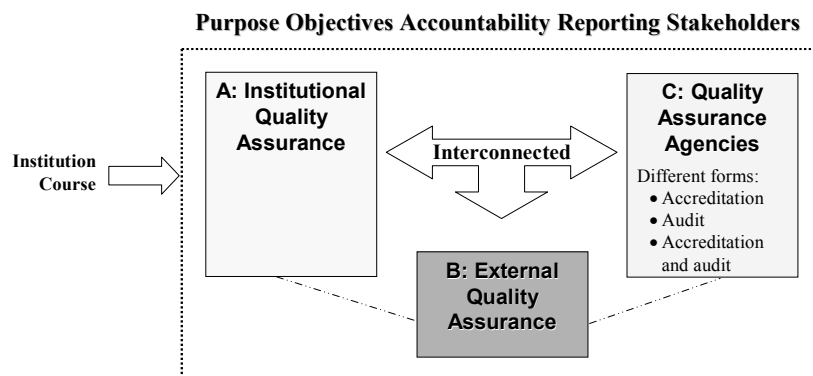 Purpose Objectives Accountability Reporting Stakeholders
Institution
Course
A: Institutional
Quality
Assurance
Interconnected
C: Quality
Assurance
Agencies
Different forms:
• Accreditation
• Audit
• Accreditation
and audit
B: External
Quality
Assurance